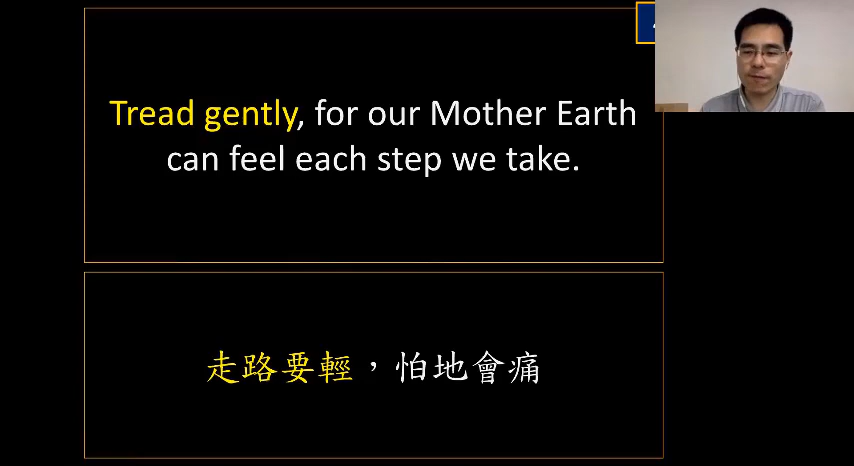 Tread gently, for our Mother Earth
can feel each step we take.
走路要輕，怕地會痛